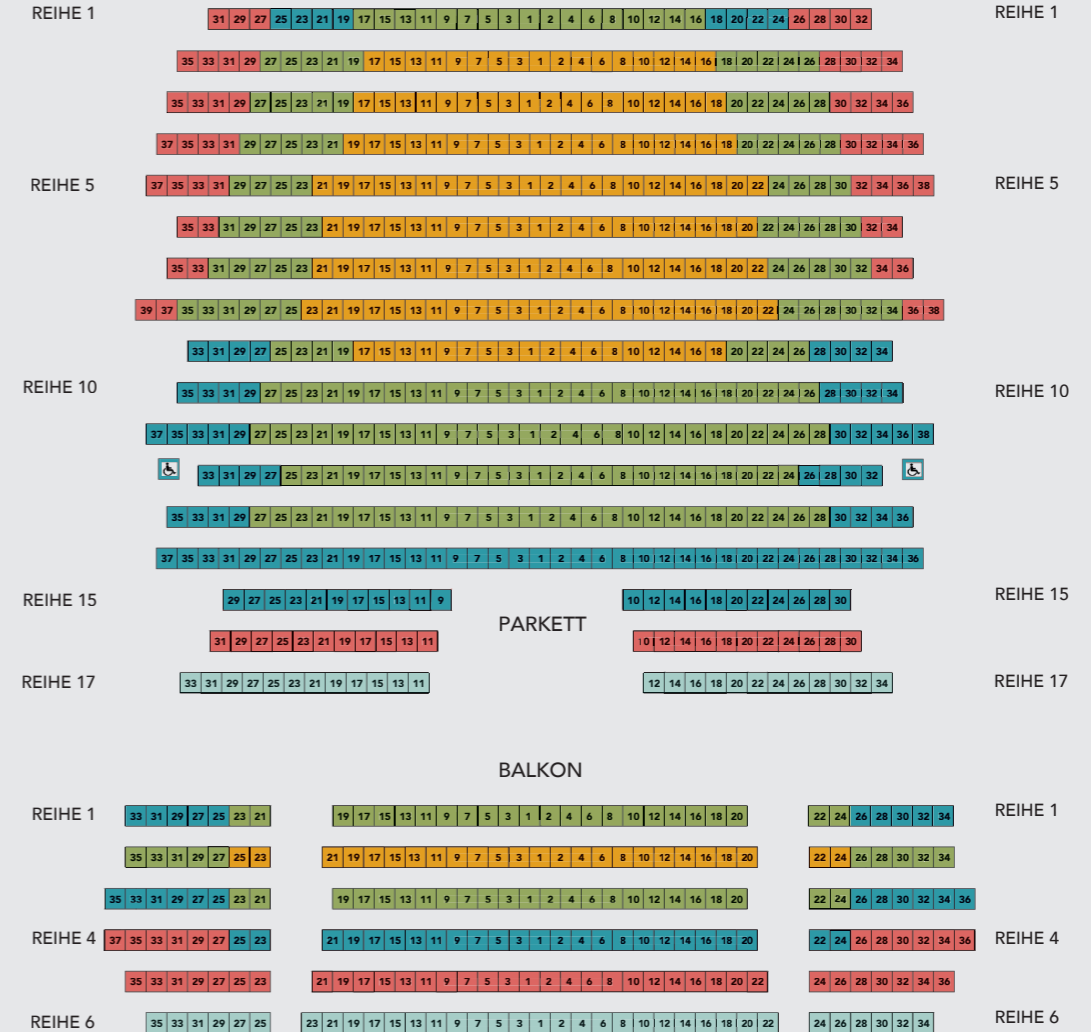 REIHE 1 31 29 27 25 23 21 19 17 15 13 11 9 7 5 3 1 2 4 6 8 10 12 14 16 18 20 22 24 26 28 30 32 REIHE 1
35 33 31 29 27 25 23 21 19 17 15 13 11 9 7 5 3 1 2 4 6 8 10 12 14 16 18 20 22 24 26 28 30 32 34
35 33 31 29 27 25 23 21 19 17 15 13 11 9 7 5 3 1 2 4 6 8 10 12 14 16 18 20 22 24 26 28 30 32 34 36
37 35 33 31 29 27 25 23 21 19 17 15 13 11 9 7 5 3 1 2 4 6 8 10 12 14 16 18 20 22 24 26 28 30 32 34 36
REIHE 5 37 35 33 31 29 27 25 23 21 19 17 15 13 11 9 7 5 3 1 2 4 6 8 10 12 14 16 18 20 22 24 26 28 30 32 34 36 38 REIHE 5
35 33 31 29 27 25 23 21 19 17 15 13 11 9 7 5 3 1 2 4 6 8 10 12 14 16 18 20 22 24 26 28 30 32 34
35 33 31 29 27 25 23 21 19 17 15 13 11 9 7 5 3 1 2 4 6 8 10 12 14 16 18 20 22 24 26 28 30 32 34 36
39 37 35 33 31 29 27 25 23 21 19 17 15 13 11 9 7 5 3 1 2 4 6 8 10 12 14 16 18 20 22 24 26 28 30 32 34 36 38
33 31 29 27 25 23 21 19 17 15 13 11 9 7 5 3 1 2 4 6 8 10 12 14 16 18 20 22 24 26 28 30 32 34
REIHE 10 35 33 31 29 27 25 23 21 19 17 15 13 11 9 7 5 3 1 2 4 6 8 10 12 14 16 18 20 22 24 26 28 30 32 34 REIHE 10
37 35 33 31 29 27 25 23 21 19 17 15 13 11 9 7 5 3 1 2 4 6 8 10 12 14 16 18 20 22 24 26 28 30 32 34 36 38
33 31 29 27 25 23 21 19 17 15 13 11 9 7 5 3 1 2 4 6 8 10 12 14 16 18 20 22 24 26 28 30 32
35 33 31 29 27 25 23 21 19 17 15 13 11 9 7 5 3 1 2 4 6 8 10 12 14 16 18 20 22 24 26 28 30 32 34 36
37 35 33 31 29 27 25 23 21 19 17 15 13 11 9 7 5 3 1 2 4 6 8 10 12 14 16 18 20 22 24 26 28 30 32 34 36
REIHE 15 29 27 25 23 21 19 17 15 13 11 9 10 12 14 16 18 20 22 24 26 28 30 REIHE 15
PARKETT
31 29 27 25 23 21 19 17 15 13 11 10 12 14 16 18 20 22 24 26 28 30
REIHE 17 33 31 29 27 25 23 21 19 17 15 13 11 12 14 16 18 20 22 24 26 28 30 32 34 REIHE 17
BALKON
REIHE 1 33 31 29 27 25 23 21 19 17 15 13 11 9 7 5 3 1 2 4 6 8 10 12 14 16 18 20 22 24 26 28 30 32 34 REIHE 1
35 33 31 29 27 25 23 21 19 17 15 13 11 9 7 5 3 1 2 4 6 8 10 12 14 16 18 20 22 24 26 28 30 32 34
35 33 31 29 27 25 23 21 19 17 15 13 11 9 7 5 3 1 2 4 6 8 10 12 14 16 18 20 22 24 26 28 30 32 34 36
REIHE 4 37 35 33 31 29 27 25 23 21 19 17 15 13 11 9 7 5 3 1 2 4 6 8 10 12 14 16 18 20 22 24 26 28 30 32 34 36 REIHE 4
35 33 31 29 27 25 23 21 19 17 15 13 11 9 7 5 3 1 2 4 6 8 10 12 14 16 18 20 22 24 26 28 30 32 34 36
REIHE 6 35 33 31 29 27 25 23 21 19 17 15 13 11 9 7 5 3 1 2 4 6 8 10 12 14 16 18 20 22 24 26 28 30 32 34 REIHE 6